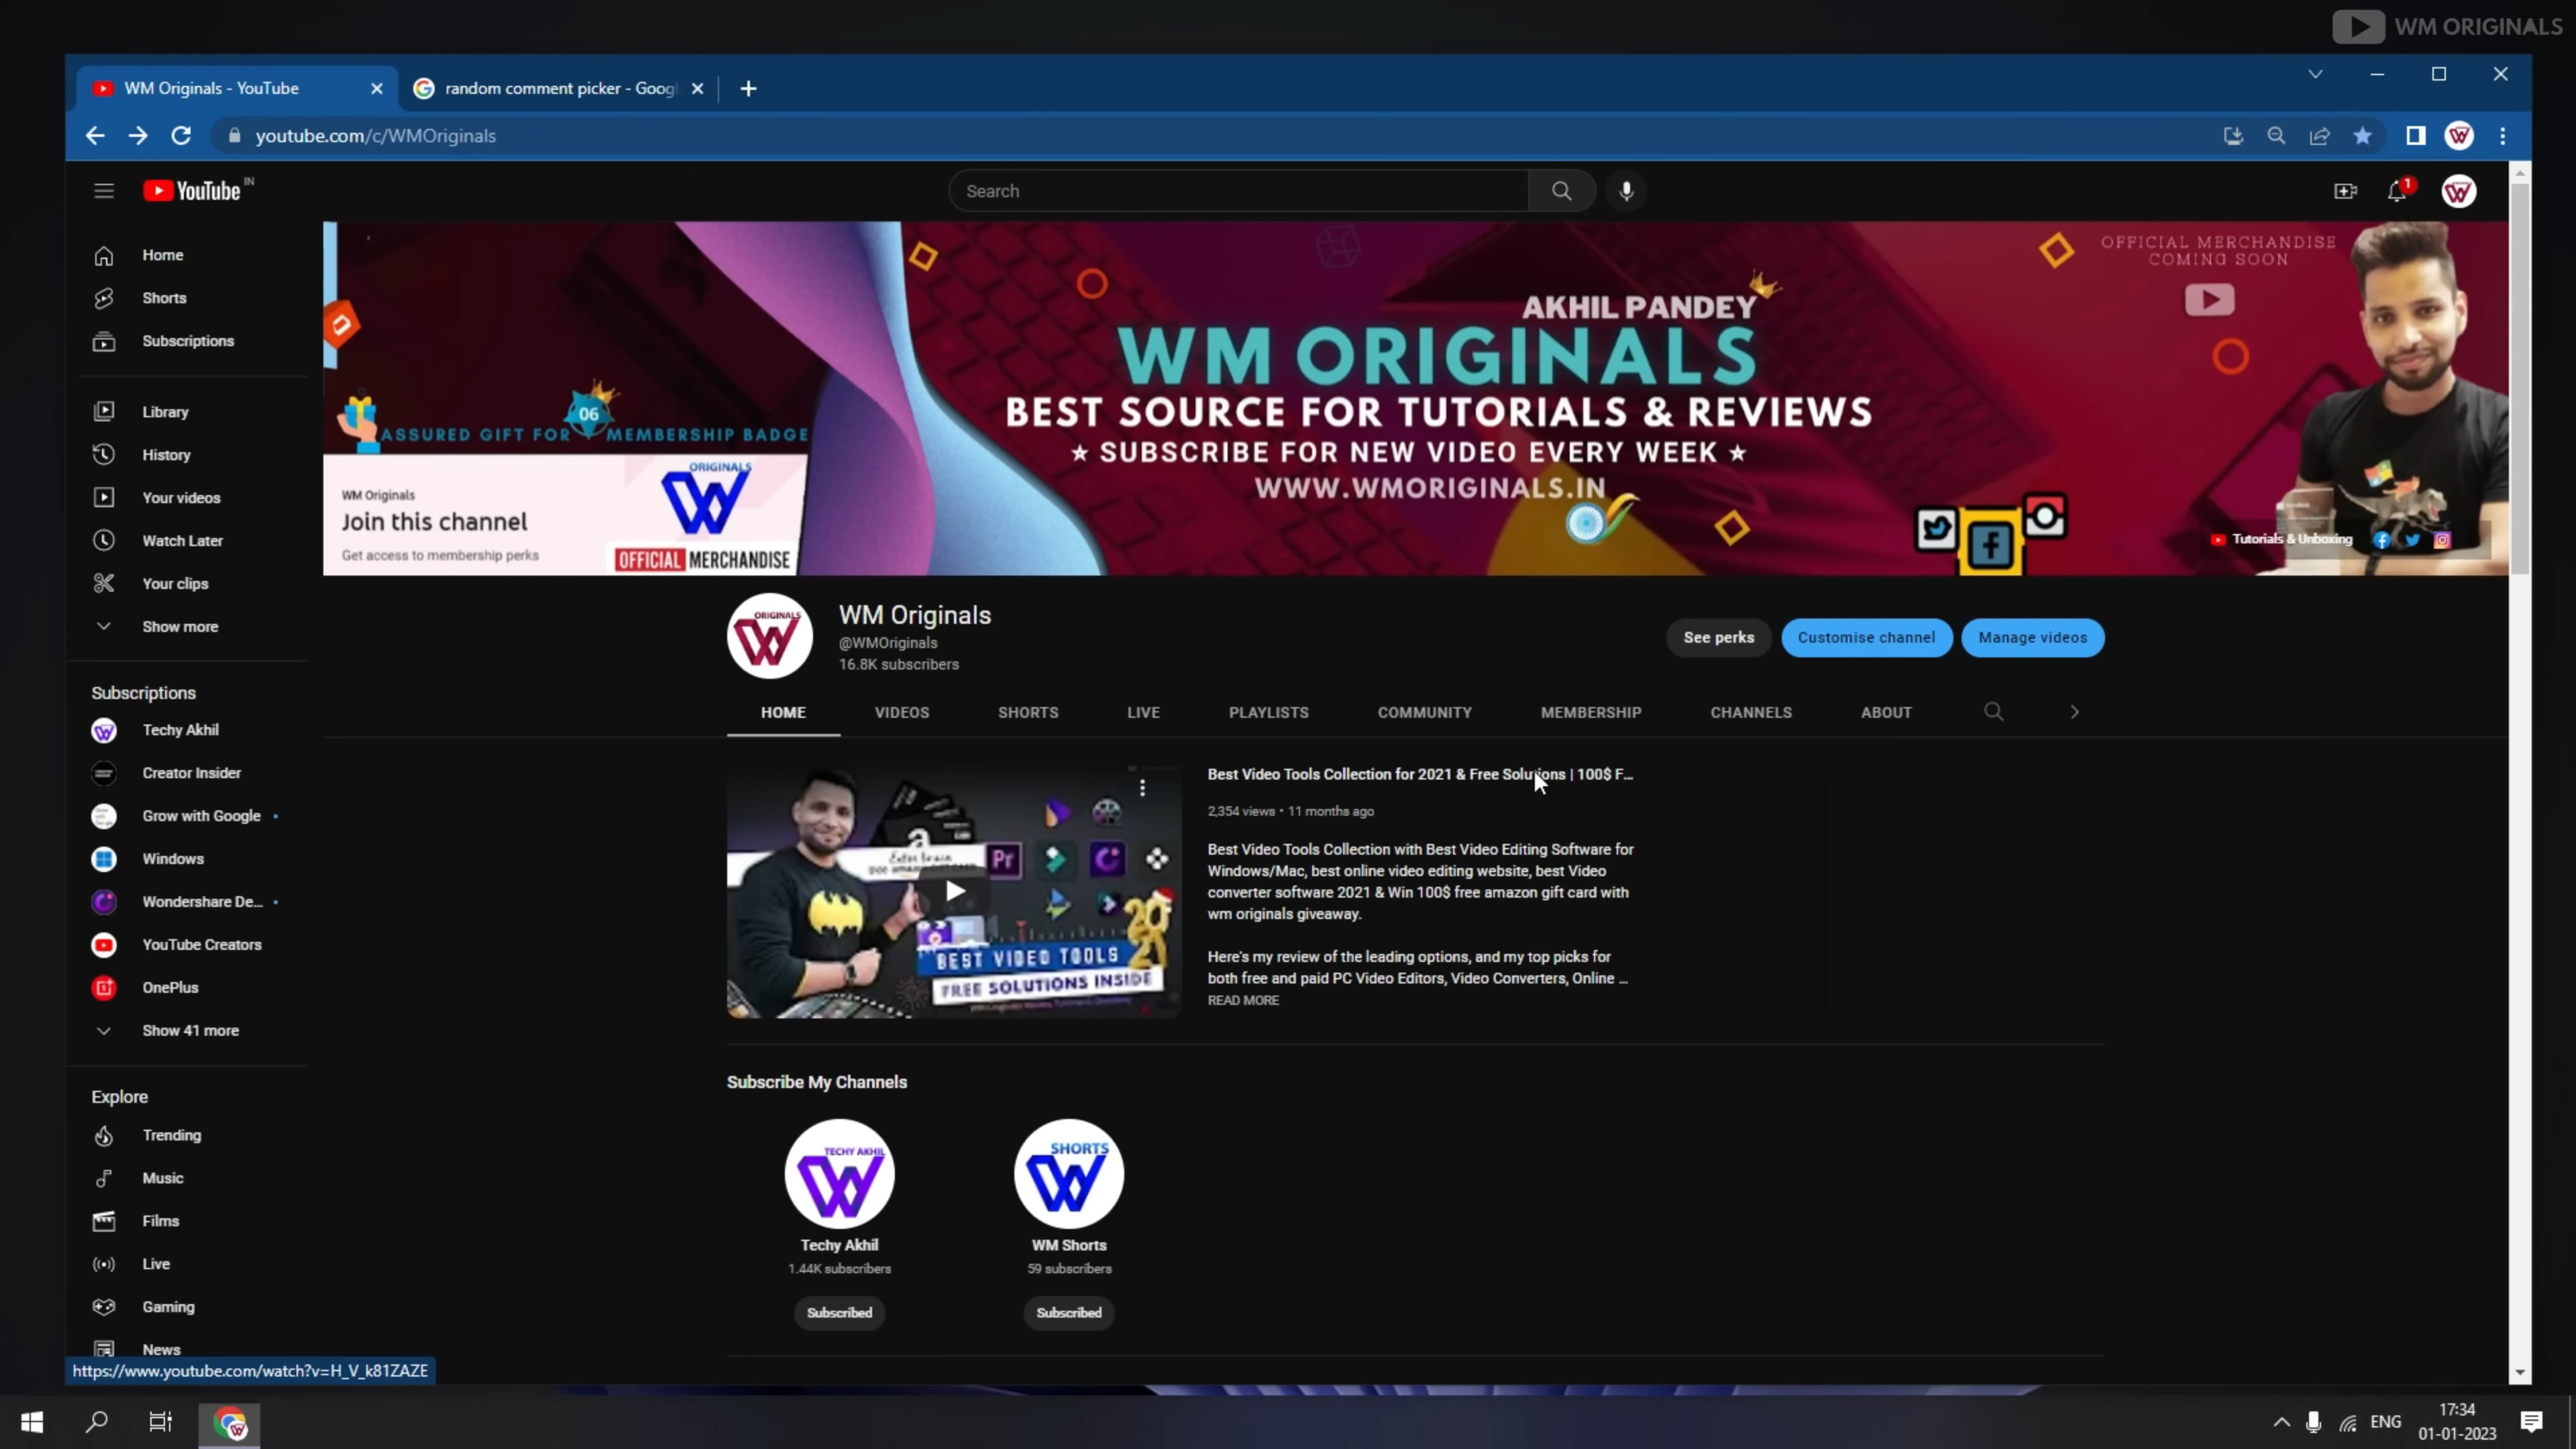 WM ORIGINALS
WM Originals - YouTube
random comment picker - Goog
youtube.com/c/WMOriginals
YouTube IN
Search
1
Home
Shorts
Subscriptions
Library
History
Your videos
Watch Later
Your clips
Show more
Subscriptions
Techy Akhil
Creator Insider
Grow with Google
Windows
Wondershare De...
YouTube Creators
OnePlus
Show 41 more
Explore
Trending
Music
Films
Live
Gaming
News
https://www.youtube.com/watch?v=H_V_k81ZAZE
06
ASSURED GIFT FOR MEMBERSHIP BADGE
WM Originals
Join this channel
Get access to membership perks
ORIGINALS
OFFICIAL MERCHANDISE
AKHIL PANDEY
WM ORIGINALS
BEST SOURCE FOR TUTORIALS & REVIEWS
★ SUBSCRIBE FOR NEW VIDEO EVERY WEEK ★
WWW.WMORIGINALS.IN
OFFICIAL MERCHANDISE
COMING SOON
Tutorials & Unboxing
ORIGINALS
WM Originals
@WMOriginals
16.8K subscribers
See perks
Customise channel
Manage videos
HOME
VIDEOS
SHORTS
LIVE
PLAYLISTS
COMMUNITY
MEMBERSHIP
CHANNELS
ABOUT
Pr
2021
BEST VIDEO TOOLS
FREE SOLUTIONS INSIDE
Best Video Tools Collection for 2021 & Free Solutions | 100$ F...
2,354 views • 11 months ago
Best Video Tools Collection with Best Video Editing Software for
Windows/Mac, best online video editing website, best Video
converter software 2021 & Win 100$ free amazon gift card with
wm originals giveaway.
Here's my review of the leading options, and my top picks for
both free and paid PC Video Editors, Video Converters, Online ...
READ MORE
Subscribe My Channels
TECHY AKHIL
Techy Akhil
1.44K subscribers
Subscribed
SHORTS
WM Shorts
59 subscribers
Subscribed
ENG
17:34
01-01-2023